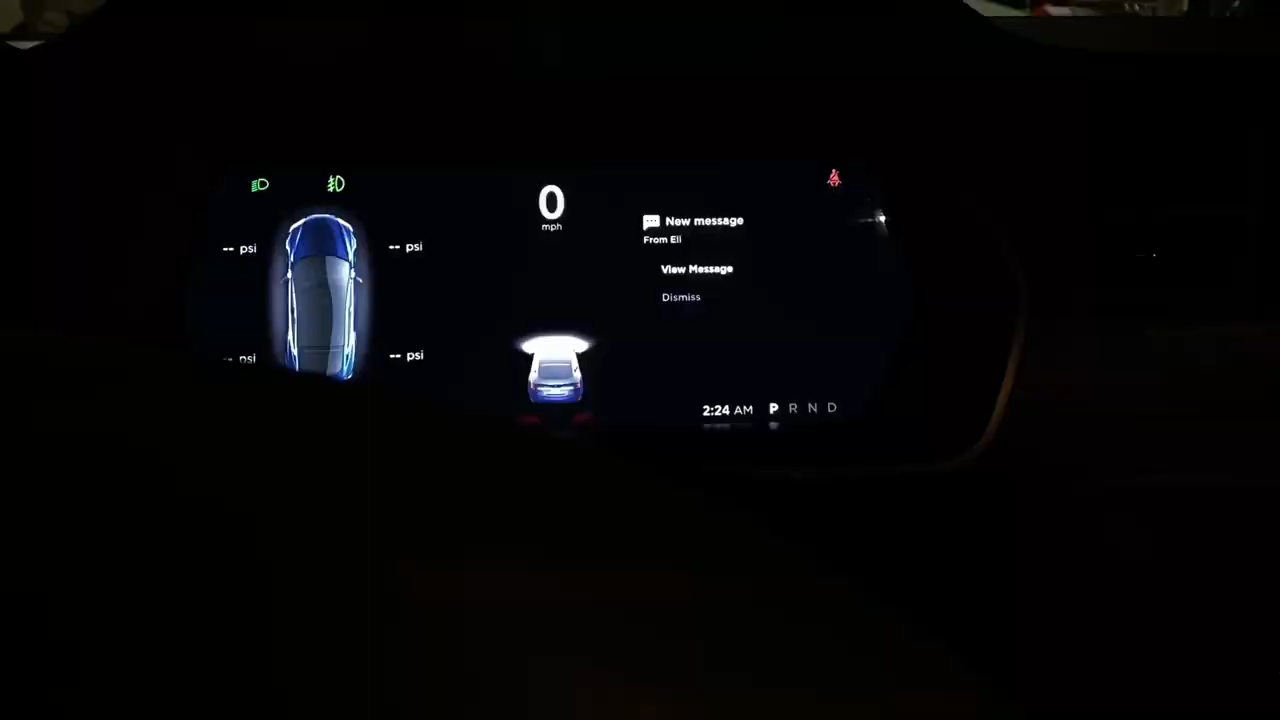 0
mph
-- psi
-- psi
-- psi
-- psi
New message
From Eli
View Message
Dismiss
2:24 AM P R N D